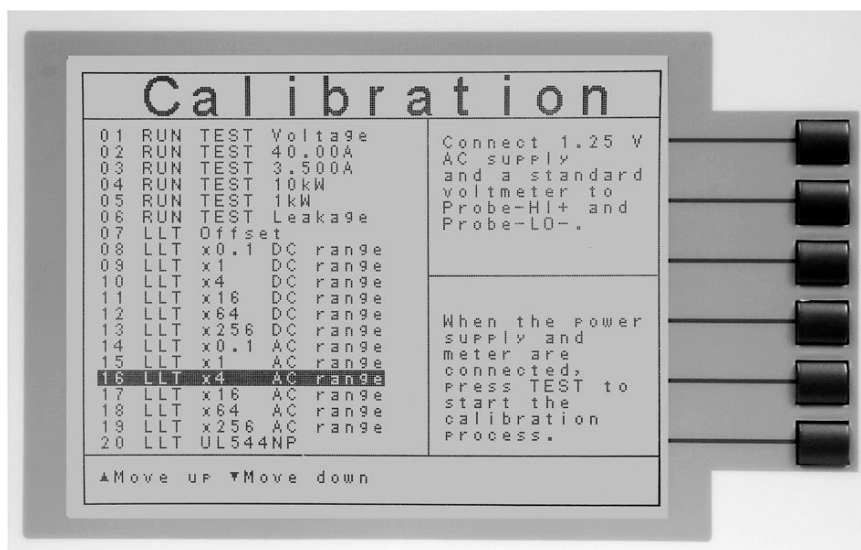 Calibration
01 RUN TEST Voltage
02 RUN TEST 40.00A
03 RUN TEST 3.500A
04 RUN TEST 10kW
05 RUN TEST 1kW
06 RUN TEST Leakage
07 LLT Offset
08 LLT x0.1 DC range
09 LLT x1 DC range
10 LLT x4 DC range
11 LLT x16 DC range
12 LLT x64 DC range
13 LLT x256 DC range
14 LLT x0.1 AC range
15 LLT x1 AC range
16 LLT x4 AC range
17 LLT x16 AC range
18 LLT x64 AC range
19 LLT x256 AC range
20 LLT UL544NP
Connect 1.25 V
AC supply
and a standard
voltmeter to
Probe-HI+ and
Probe-LO-.
When the power
supply and
meter are
connected,
press TEST to
start the
calibration
process.
▲Move up ▼Move down